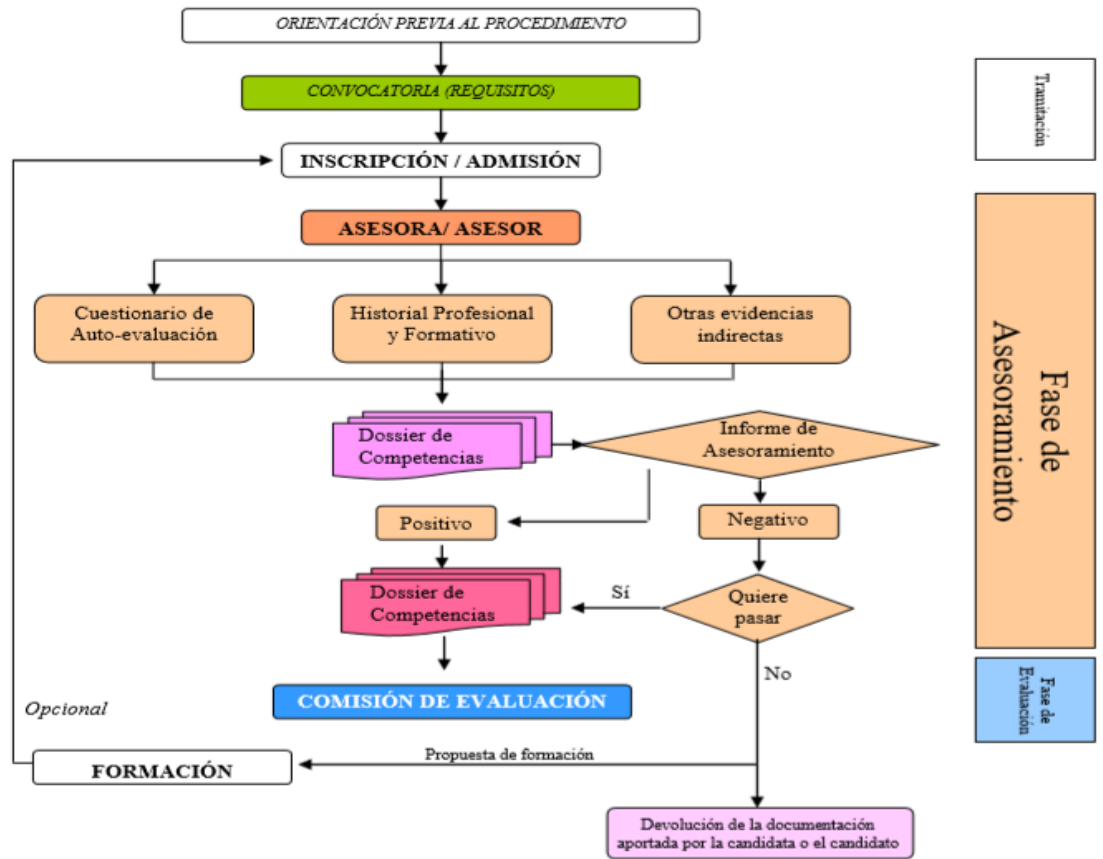 ORIENTACIÓN PREVIA AL PROCEDIMIENTO
CONVOCATORIA (REQUISITOS)
INSCRIPCIÓN / ADMISIÓN
ASESORA/ ASESOR
Cuestionario de
Auto-evaluación
Historial Profesional
y Formativo
Otras evidencias
indirectas
Dossier de
Competencias
Informe de
Asesoramiento
Positivo
Negativo
Dossier de
Competencias
Sí
Quiere
pasar
No
COMISIÓN DE EVALUACIÓN
Opcional
Propuesta de formación
FORMACIÓN
Devolución de la documentación
aportada por la candidata o el candidato
Tramitación
Fase de
Asesoramiento
Fase de
Evaluación